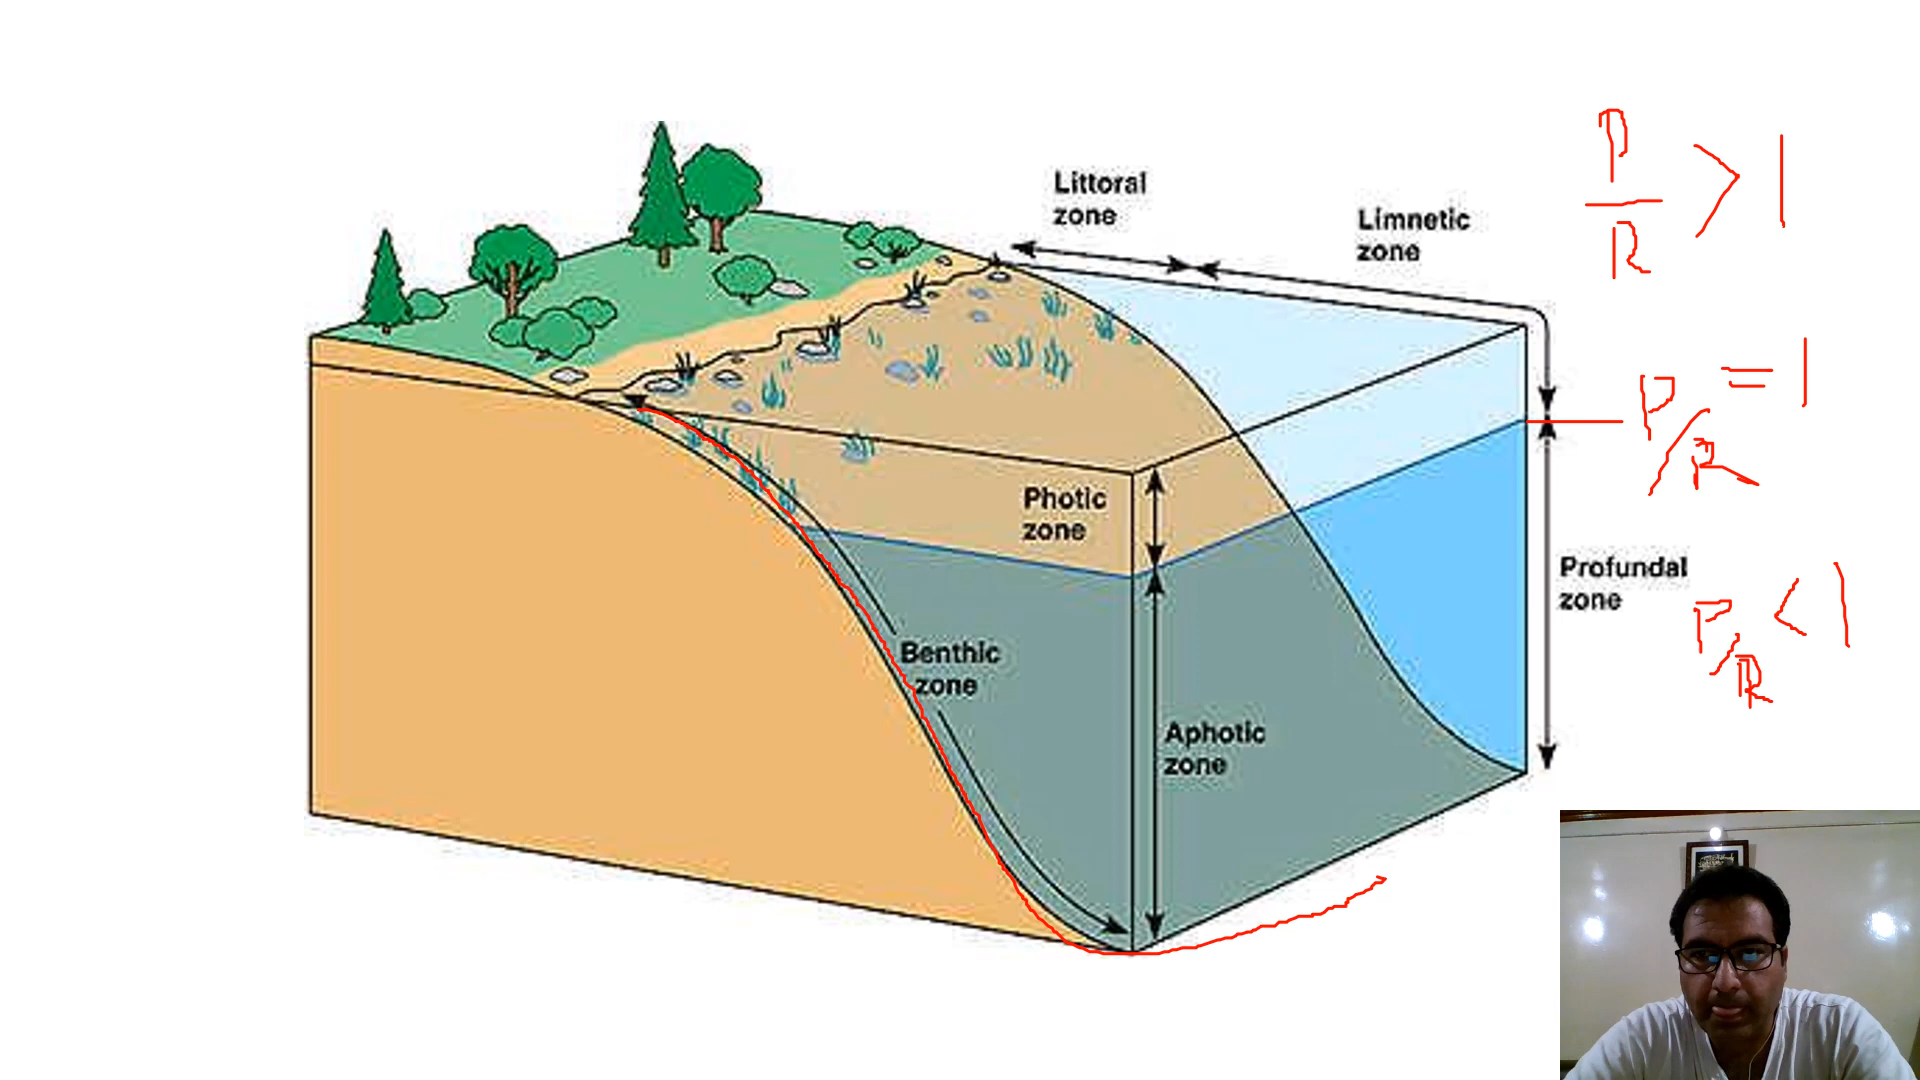 Littoral
zone
Limnetic
zone
P
R
> 1
P/R = 1
Photic
zone
Profundal
zone
P/R < 1
Benthic
zone
Aphotic
zone